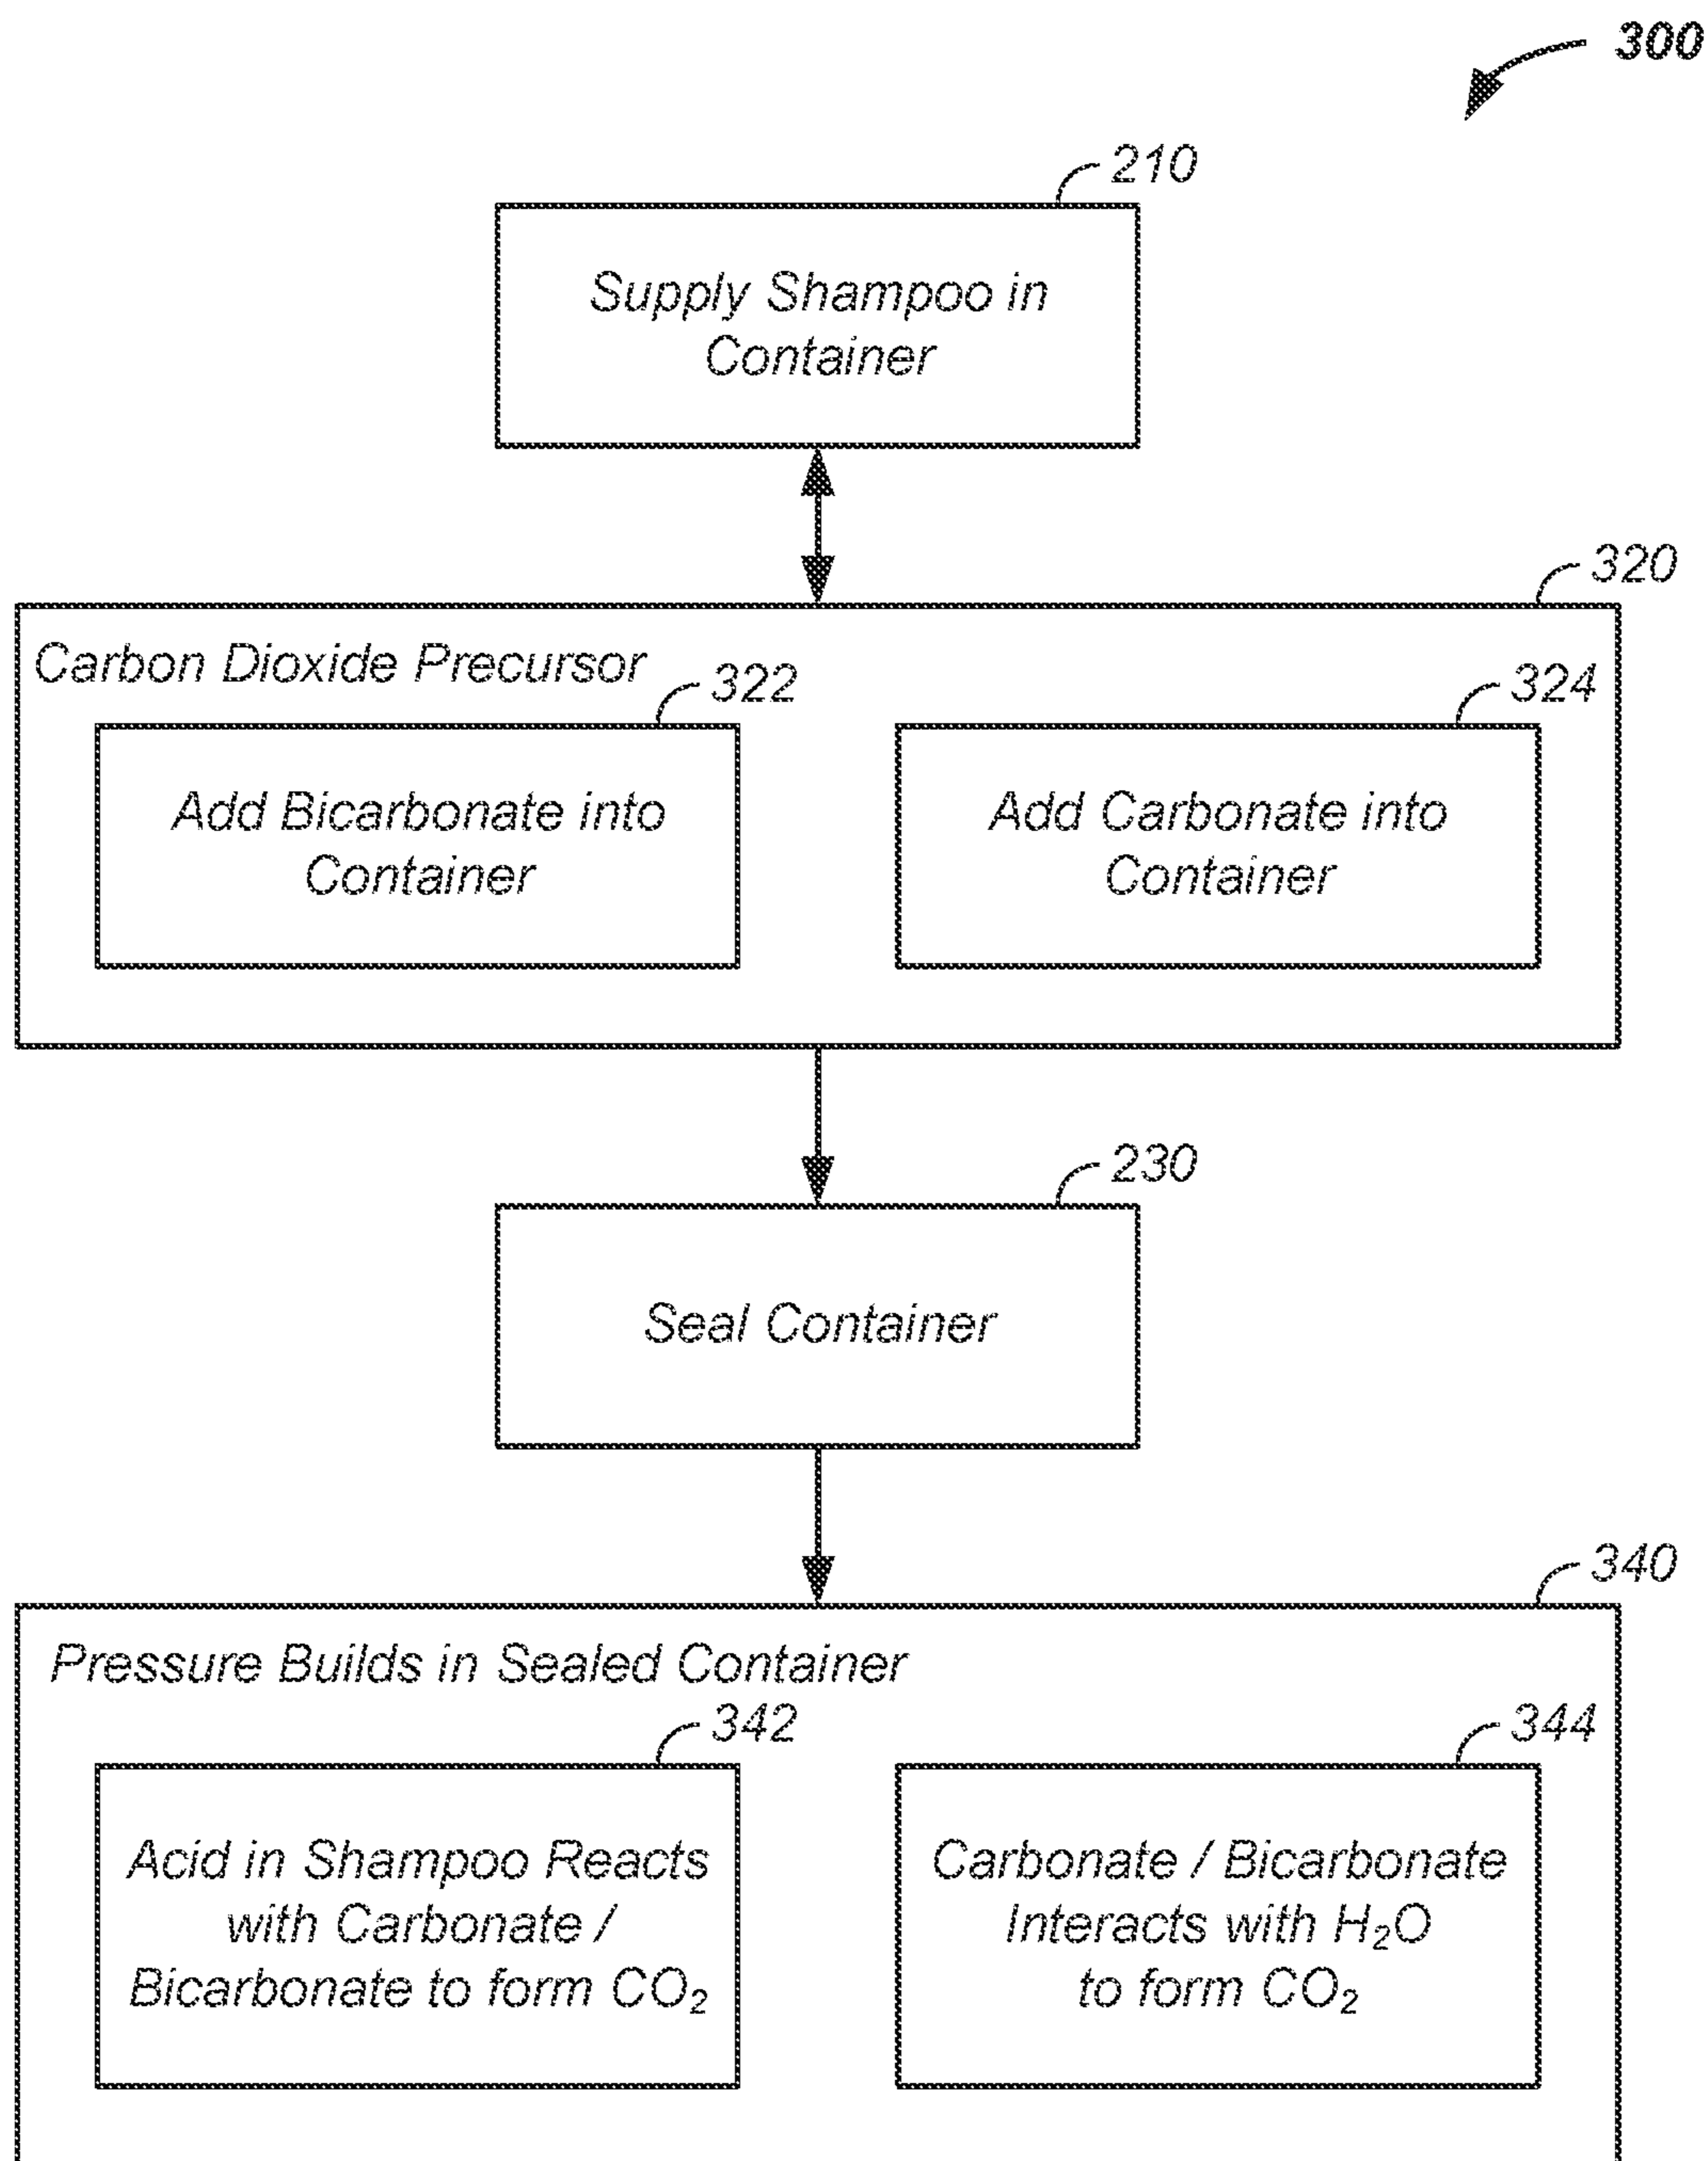 300
210
Supply Shampoo in
Container
320
Carbon Dioxide Precursor
322
324
Add Bicarbonate into
Container
Add Carbonate into
Container
230
Seal Container
340
Pressure Builds in Sealed Container
342
344
Acid in Shampoo Reacts
with Carbonate /
Bicarbonate to form CO₂
Carbonate / Bicarbonate
Interacts with H₂O
to form CO₂